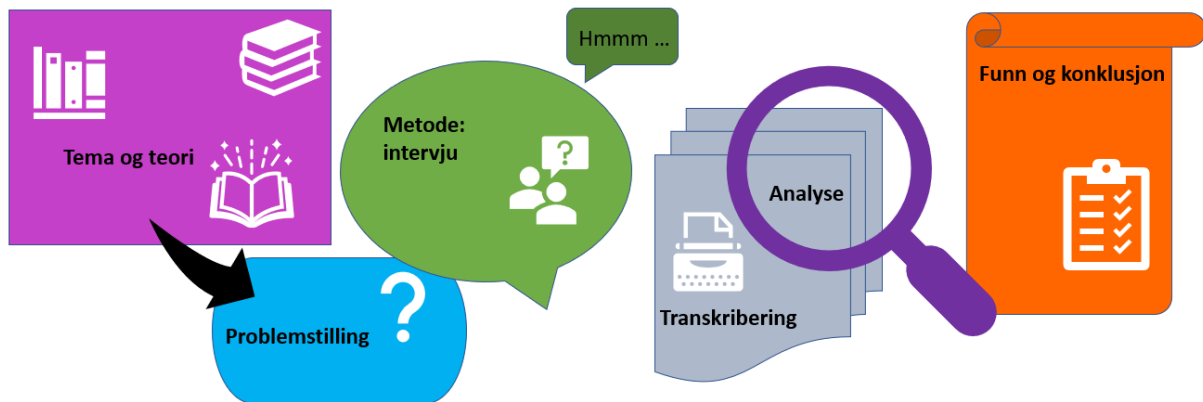 Tema og teori
Problemstilling
?
Metode:
intervju
?
Hmmm ...
Transkribering
Analyse
Funn og konklusjon